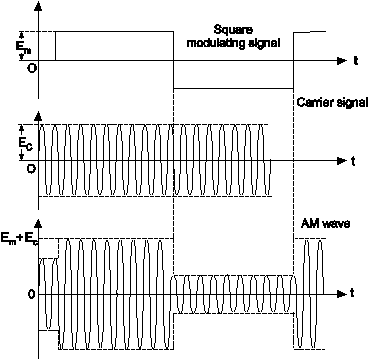 Square
modulating signal
Em
O
t
Carrier signal
EC
O
t
AM wave
Em+Ec
0
t